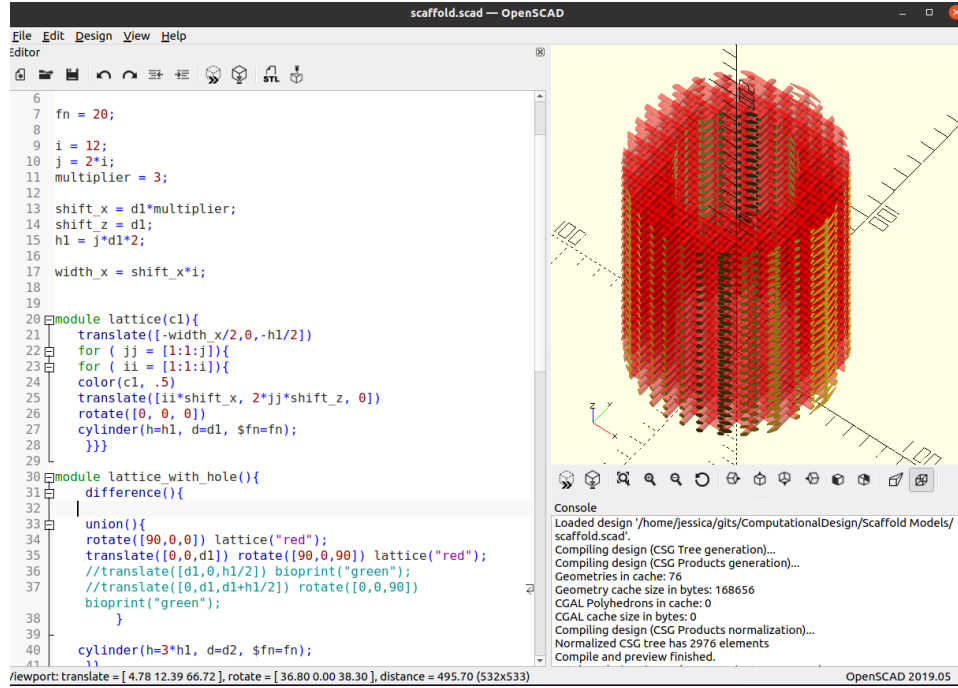 scaffold.scad — OpenSCAD
File Edit Design View Help
Editor
STL
6
7 fn = 20;
8
9 i = 12;
10 j = 2*i;
11 multiplier = 3;
12
13 shift_x = d1*multiplier;
14 shift_z = d1;
15 h1 = j*d1*2;
16
17 width_x = shift_x*i;
18
19
20 module lattice(c1){
21 translate([-width_x/2,0,-h1/2])
22 for ( jj = [1:1:j]){
23 for ( ii = [1:1:i]){
24 color(c1, .5)
25 translate([ii*shift_x, 2*jj*shift_z, 0])
26 rotate([0, 0, 0])
27 cylinder(h=h1, d=d1, $fn=fn);
28 }}}
29
30 module lattice_with_hole(){
31 difference(){
32
33 union(){
34 rotate([90,0,0]) lattice("red");
35 translate([0,0,d1]) rotate([90,0,90]) lattice("red");
36 //translate([d1,0,h1/2]) bioprint("green");
37 //translate([0,d1,d1+h1/2]) rotate([0,0,90])
bioprint("green");
38 }
39
40 cylinder(h=3*h1, d=d2, $fn=fn);
41 }}
100
100
100
z
y
x
Console
Loaded design '/home/jessica/gits/ComputationalDesign/Scaffold Models/
scaffold.scad'.
Compiling design (CSG Tree generation)...
Compiling design (CSG Products generation)...
Geometries in cache: 76
Geometry cache size in bytes: 168656
CGAL Polyhedrons in cache: 0
CGAL cache size in bytes: 0
Compiling design (CSG Products normalization)...
Normalized CSG tree has 2976 elements
Compile and preview finished.
Viewport: translate = [ 4.78 12.39 66.72 ], rotate = [ 36.80 0.00 38.30 ], distance = 495.70 (532x533)
OpenSCAD 2019.05